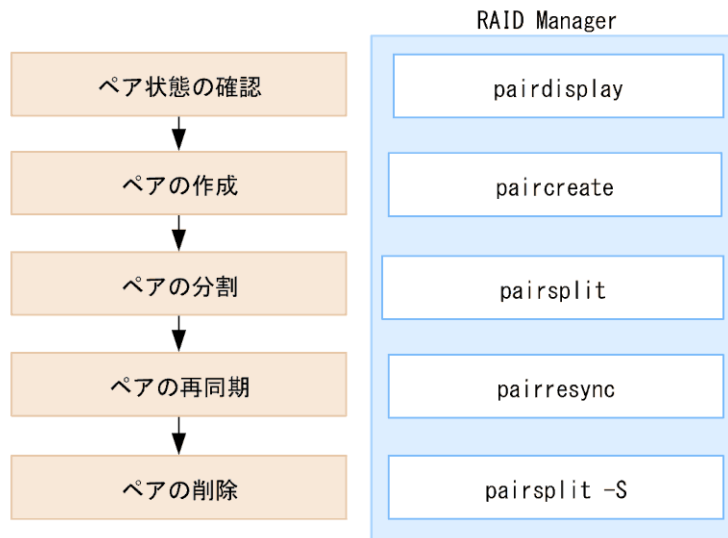 RAID Manager
ペア状態の確認
pairdisplay
ペアの作成
paircreate
ペアの分割
pairsplit
ペアの再同期
pairresync
ペアの削除
pairsplit -S